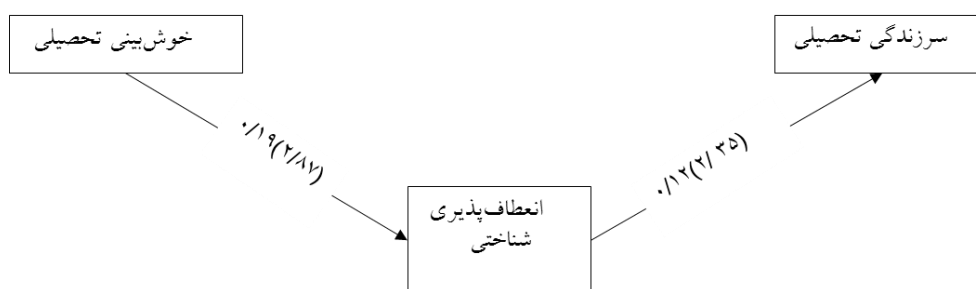 خوش‌بینی تحصیلی
سرزندگی تحصیلی
۰/۱۹(۲/۸۷)
۰/۱۲(۲/ ۳۵)
انعطاف‌پذیری
شناختی